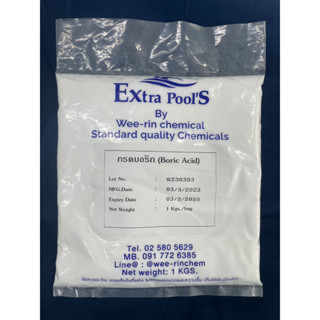 EXtra Pool'S
By
Wee-rin chemical
Standard quality Chemicals
กรดบอริก (Boric Acid)
Lot No. :
MFG.Date : 03/3/2023
Expiry Date : 03/3/2025
Net Weight : 1 Kgs./bag
Tel. 02 580 5629
MB. 091 772 6385
Line@ : @wee-rinchem
Net weight: 1 KGS.